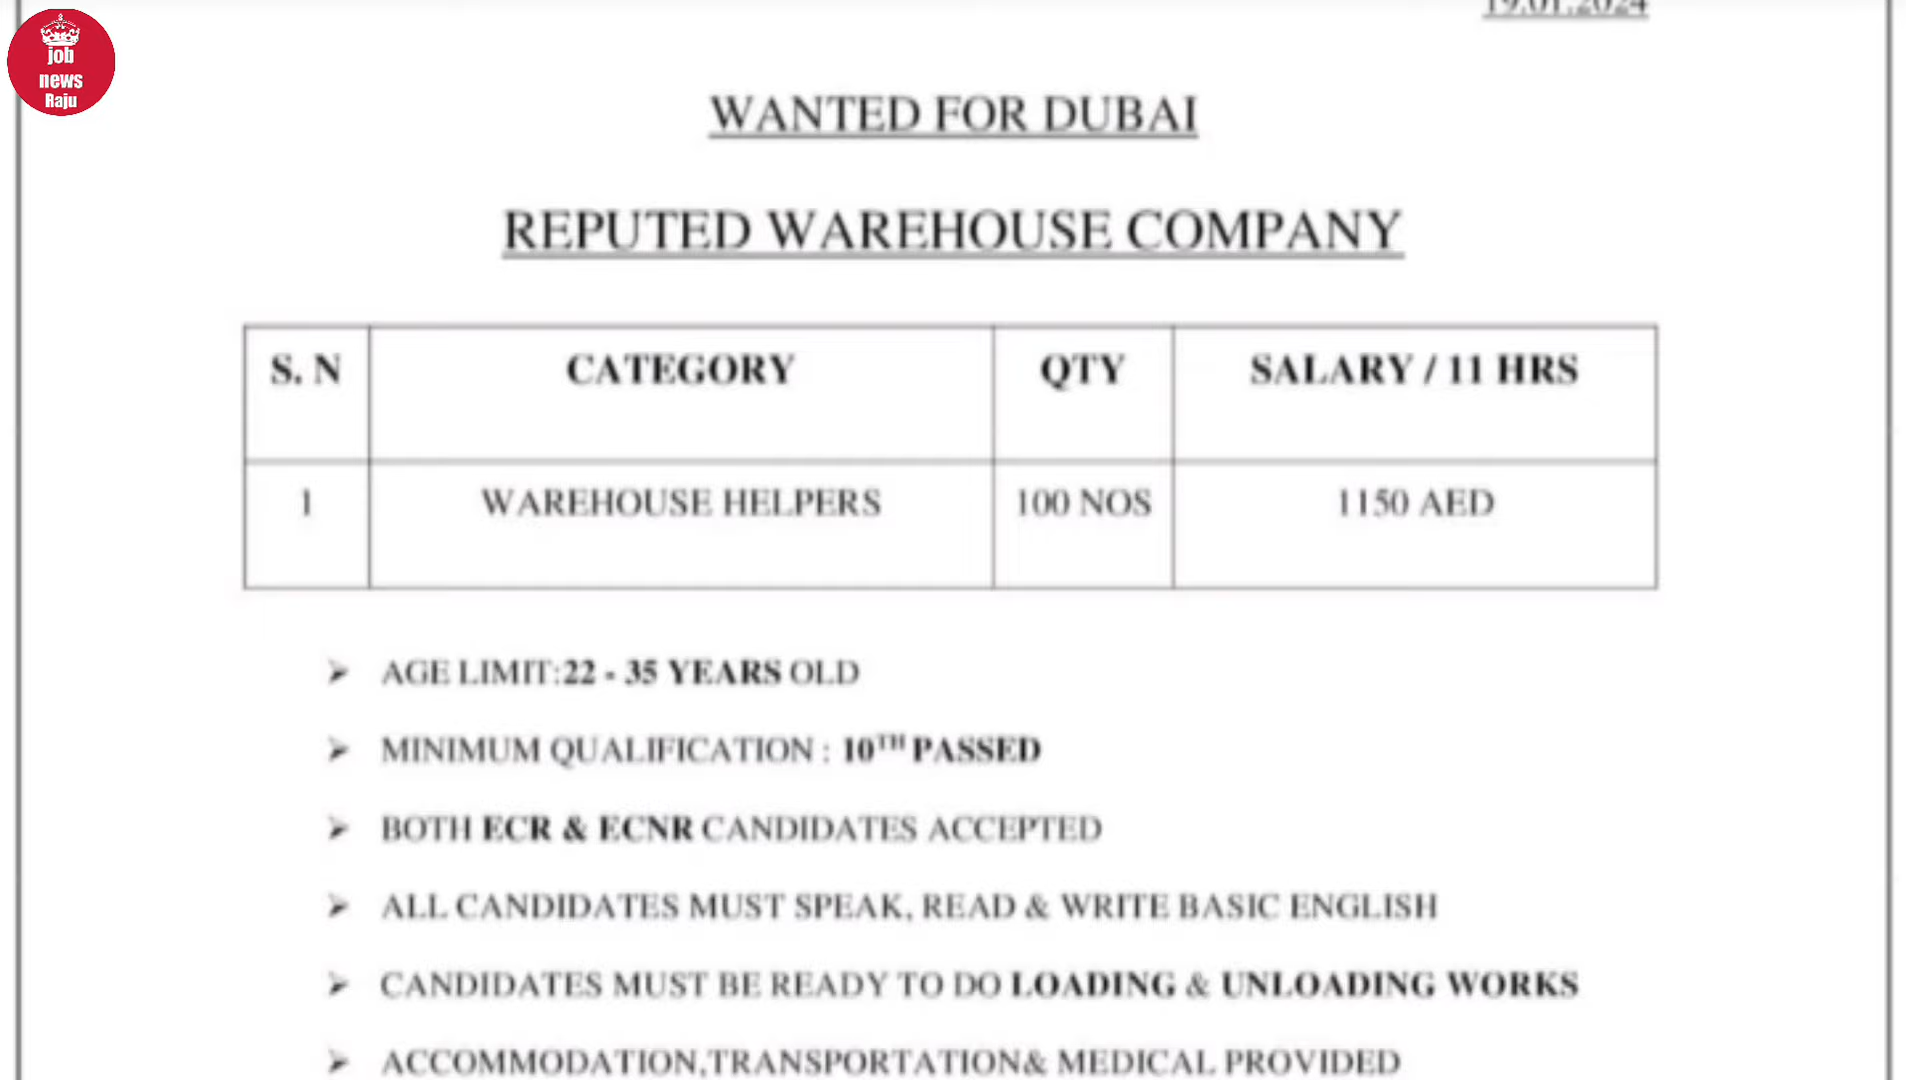 job
news
Raju
19.01.2024
WANTED FOR DUBAI
REPUTED WAREHOUSE COMPANY
S. N CATEGORY QTY SALARY / 11 HRS
1 WAREHOUSE HELPERS 100 NOS 1150 AED
➢ AGE LIMIT:22 - 35 YEARS OLD
➢ MINIMUM QUALIFICATION : 10TH PASSED
➢ BOTH ECR & ECNR CANDIDATES ACCEPTED
➢ ALL CANDIDATES MUST SPEAK, READ & WRITE BASIC ENGLISH
➢ CANDIDATES MUST BE READY TO DO LOADING & UNLOADING WORKS
➢ ACCOMMODATION,TRANSPORTATION& MEDICAL PROVIDED